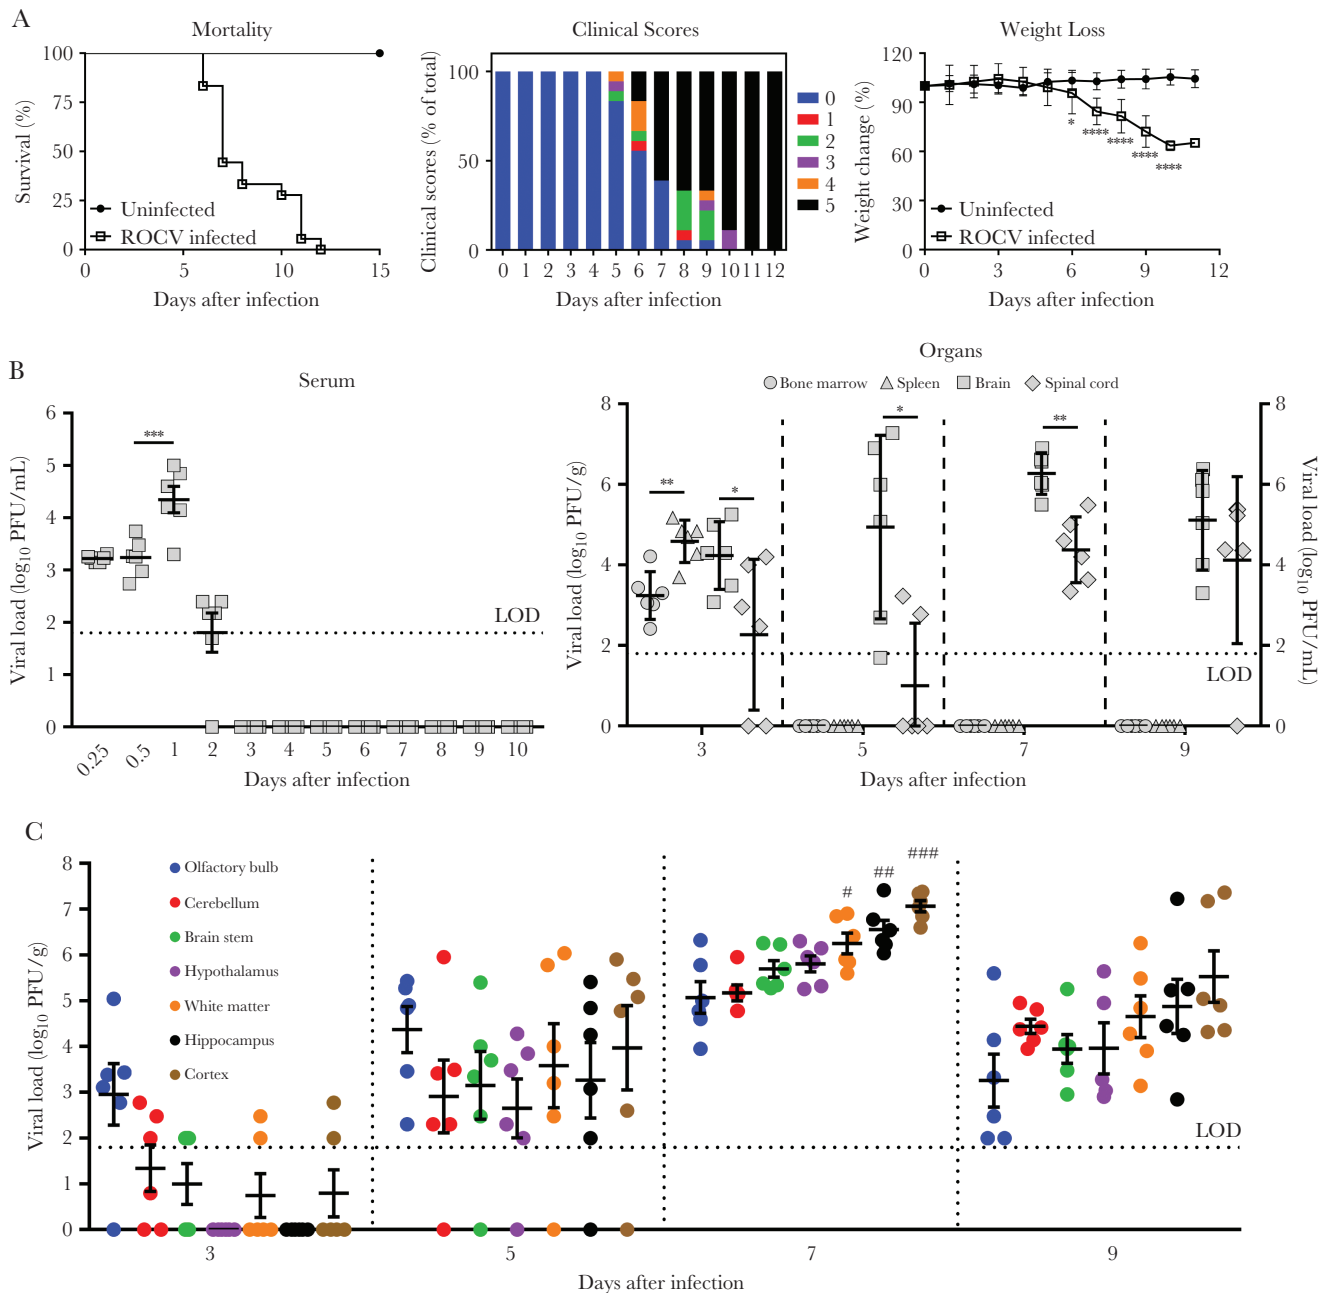 A
Mortality
Survival (%)
100
75
50
25
0
Uninfected
ROCV infected
0 5 10 15
Days after infection
Clinical Scores
Clinical scores (% of total)
100
50
0
0 1 2 3 4 5 6 7 8 9 10 11 12
Days after infection
0
1
2
3
4
5
Weight Loss
Weight change (%)
120
90
60
30
0
* **** **** **** ****
Uninfected
ROCV infected
0 3 6 9 12
Days after infection
B
Serum
Viral load (log10 PFU/mL)
6
5
4
3
2
1
0
***
LOD
0.25 0.5 1 2 3 4 5 6 7 8 9 10
Days after infection
Organs
Bone marrow Spleen Brain Spinal cord
Viral load (log10 PFU/g)
8
6
4
2
0
** * * **
LOD
8
6
4
2
0
Viral load (log10 PFU/mL)
3 5 7 9
Days after infection
C
Viral load (log10 PFU/g)
8
7
6
5
4
3
2
1
0
Olfactory bulb
Cerebellum
Brain stem
Hypothalamus
White matter
Hippocampus
Cortex
# ## ###
LOD
3 5 7 9
Days after infection